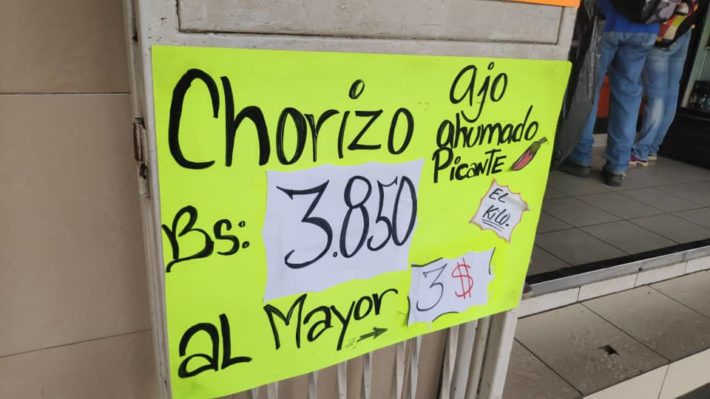 Chorizo
ajo
ahumado
PicanTE
EL
Kilo.
Bs: 3.850
aL Mayor → 3 $